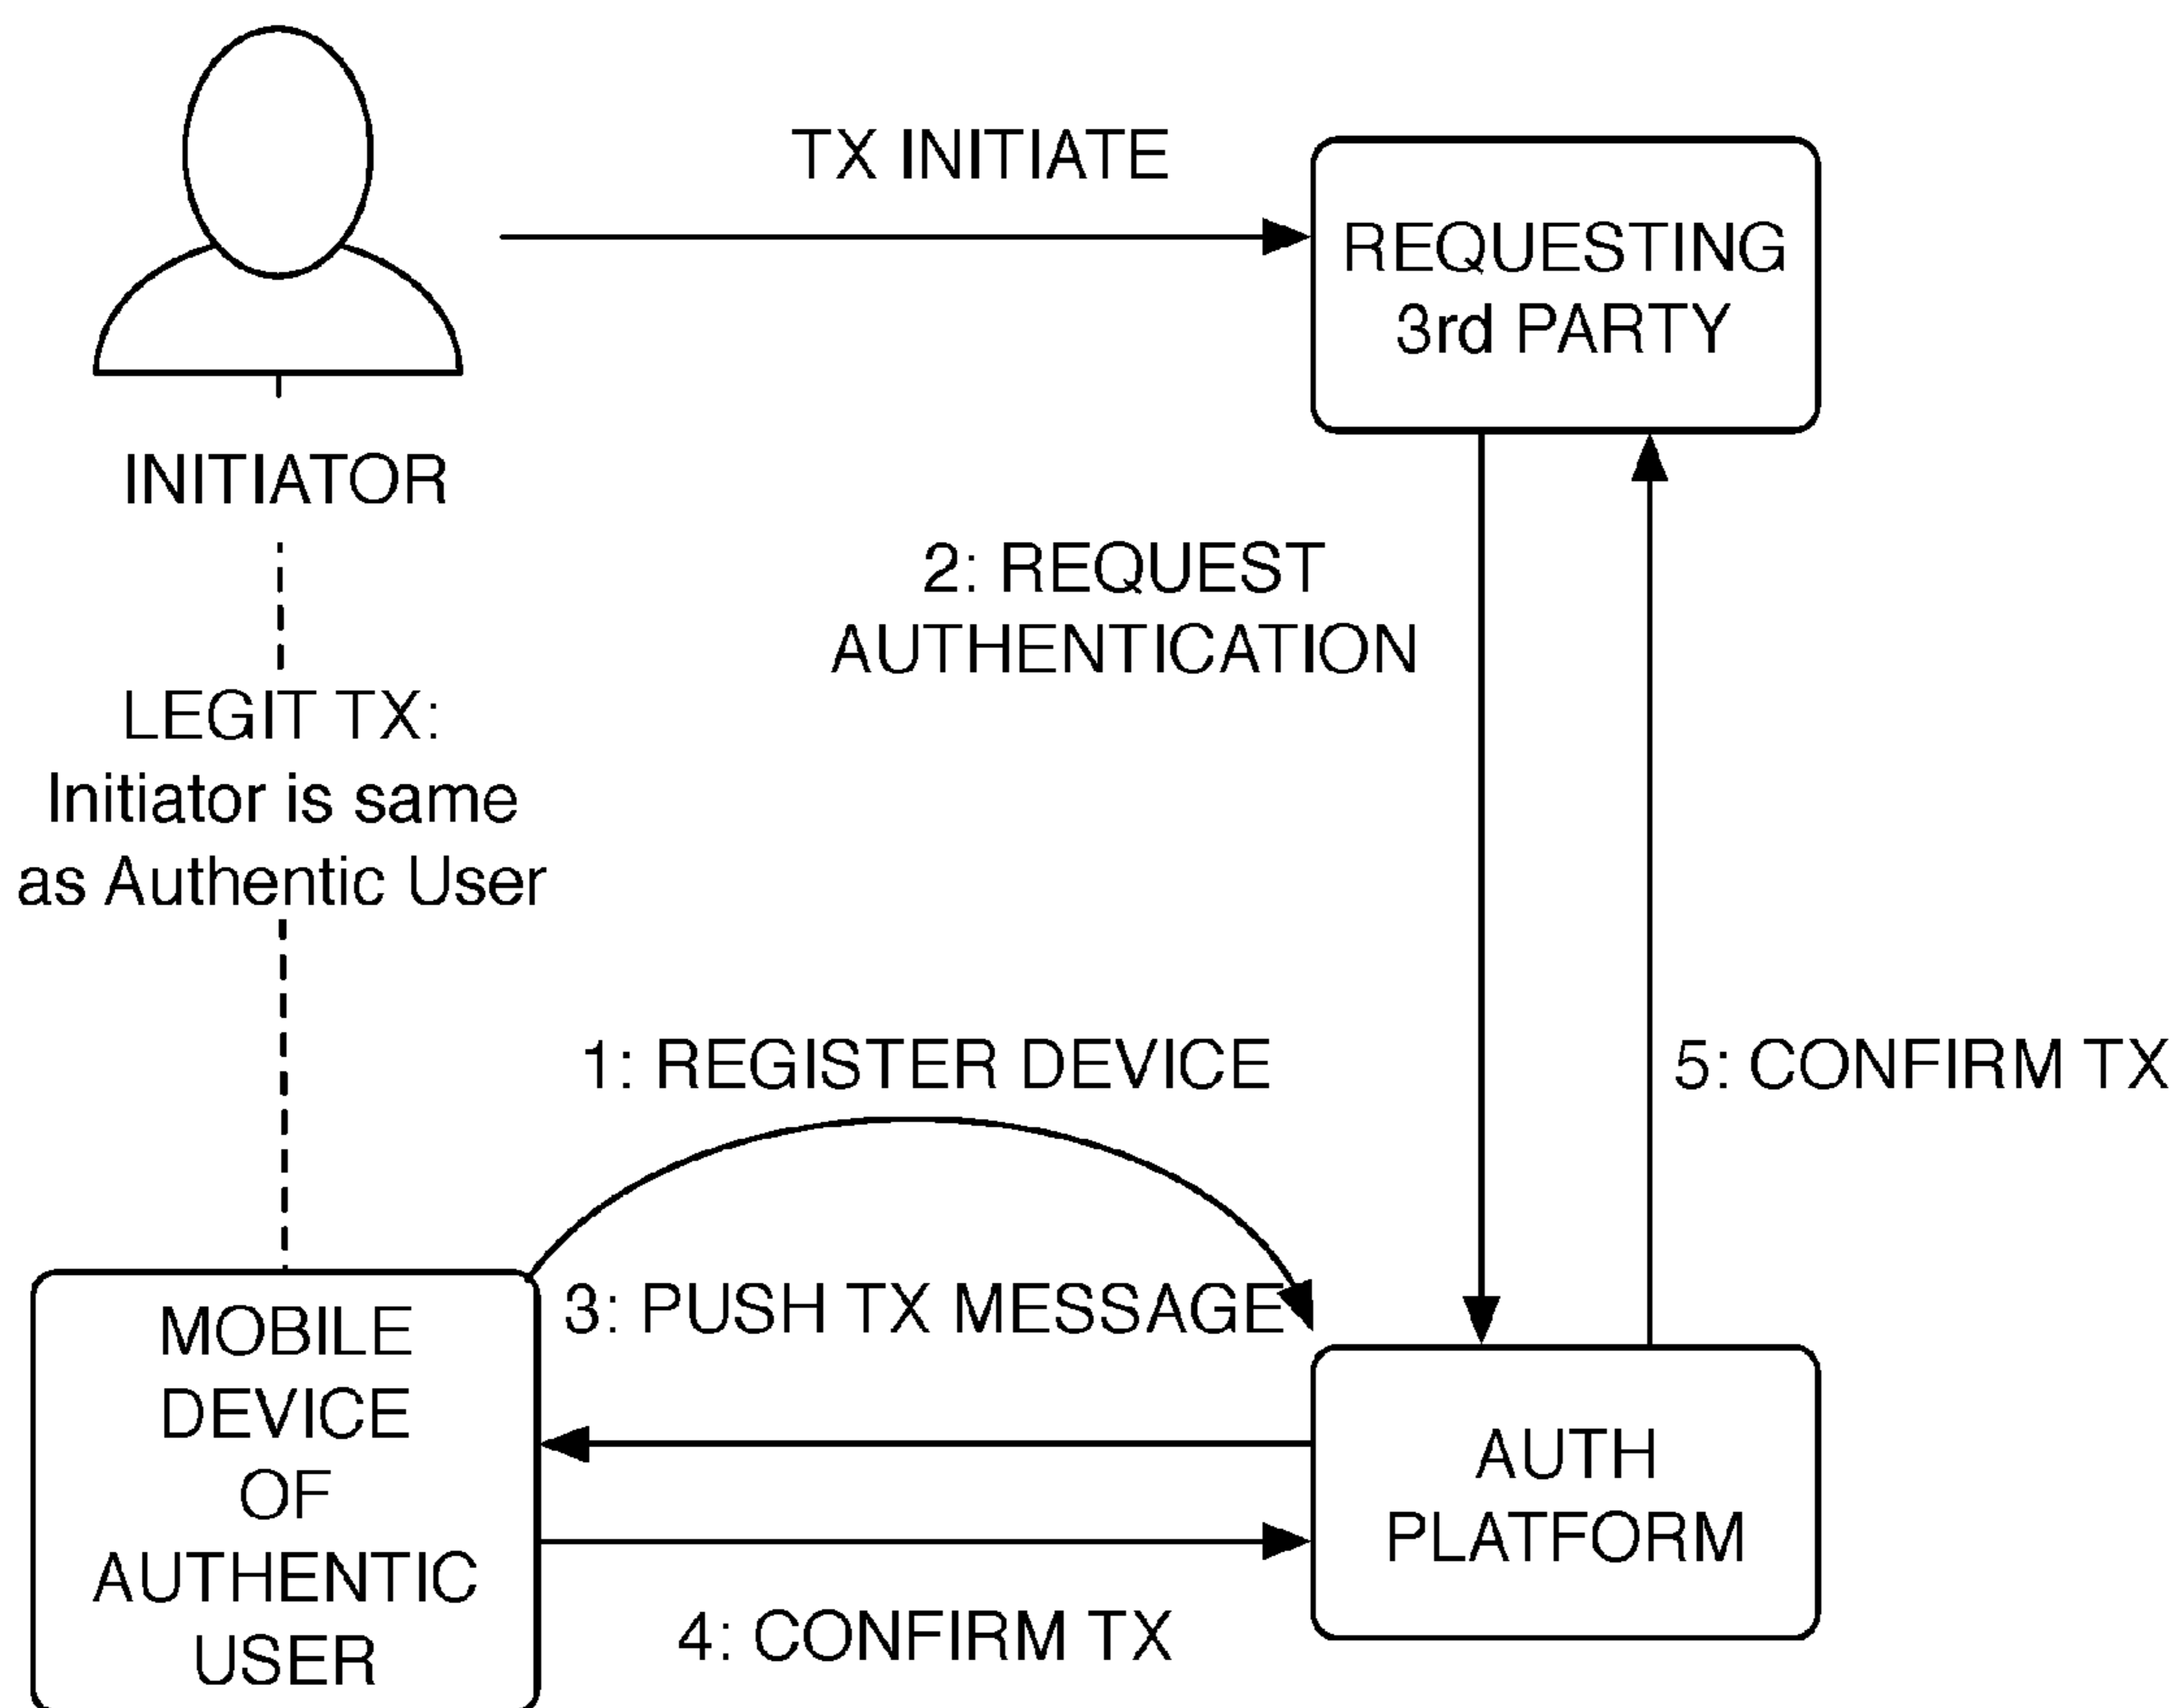 TX INITIATE
REQUESTING
3rd PARTY
INITIATOR
2: REQUEST
AUTHENTICATION
LEGIT TX:
Initiator is same
as Authentic User
1: REGISTER DEVICE
5: CONFIRM TX
3: PUSH TX MESSAGE
MOBILE
DEVICE
OF
AUTHENTIC
USER
AUTH
PLATFORM
4: CONFIRM TX